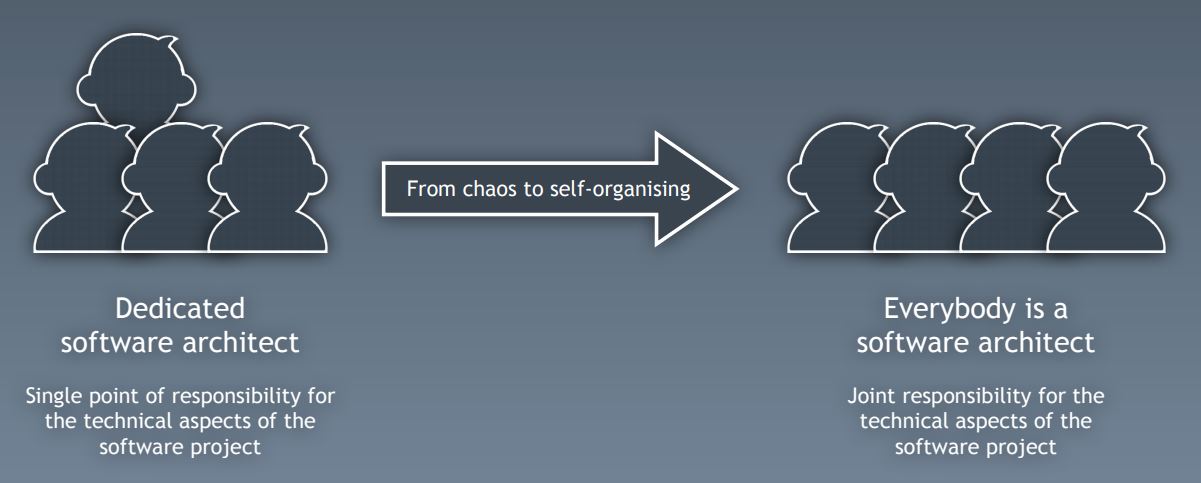 From chaos to self-organising
Dedicated
software architect
Single point of responsibility for
the technical aspects of the
software project
Everybody is a
software architect
Joint responsibility for the
technical aspects of the
software project